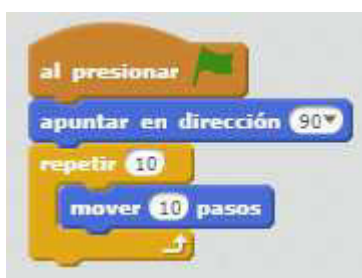 al presionar
apuntar en dirección 90
repetir 10
mover 10 pasos